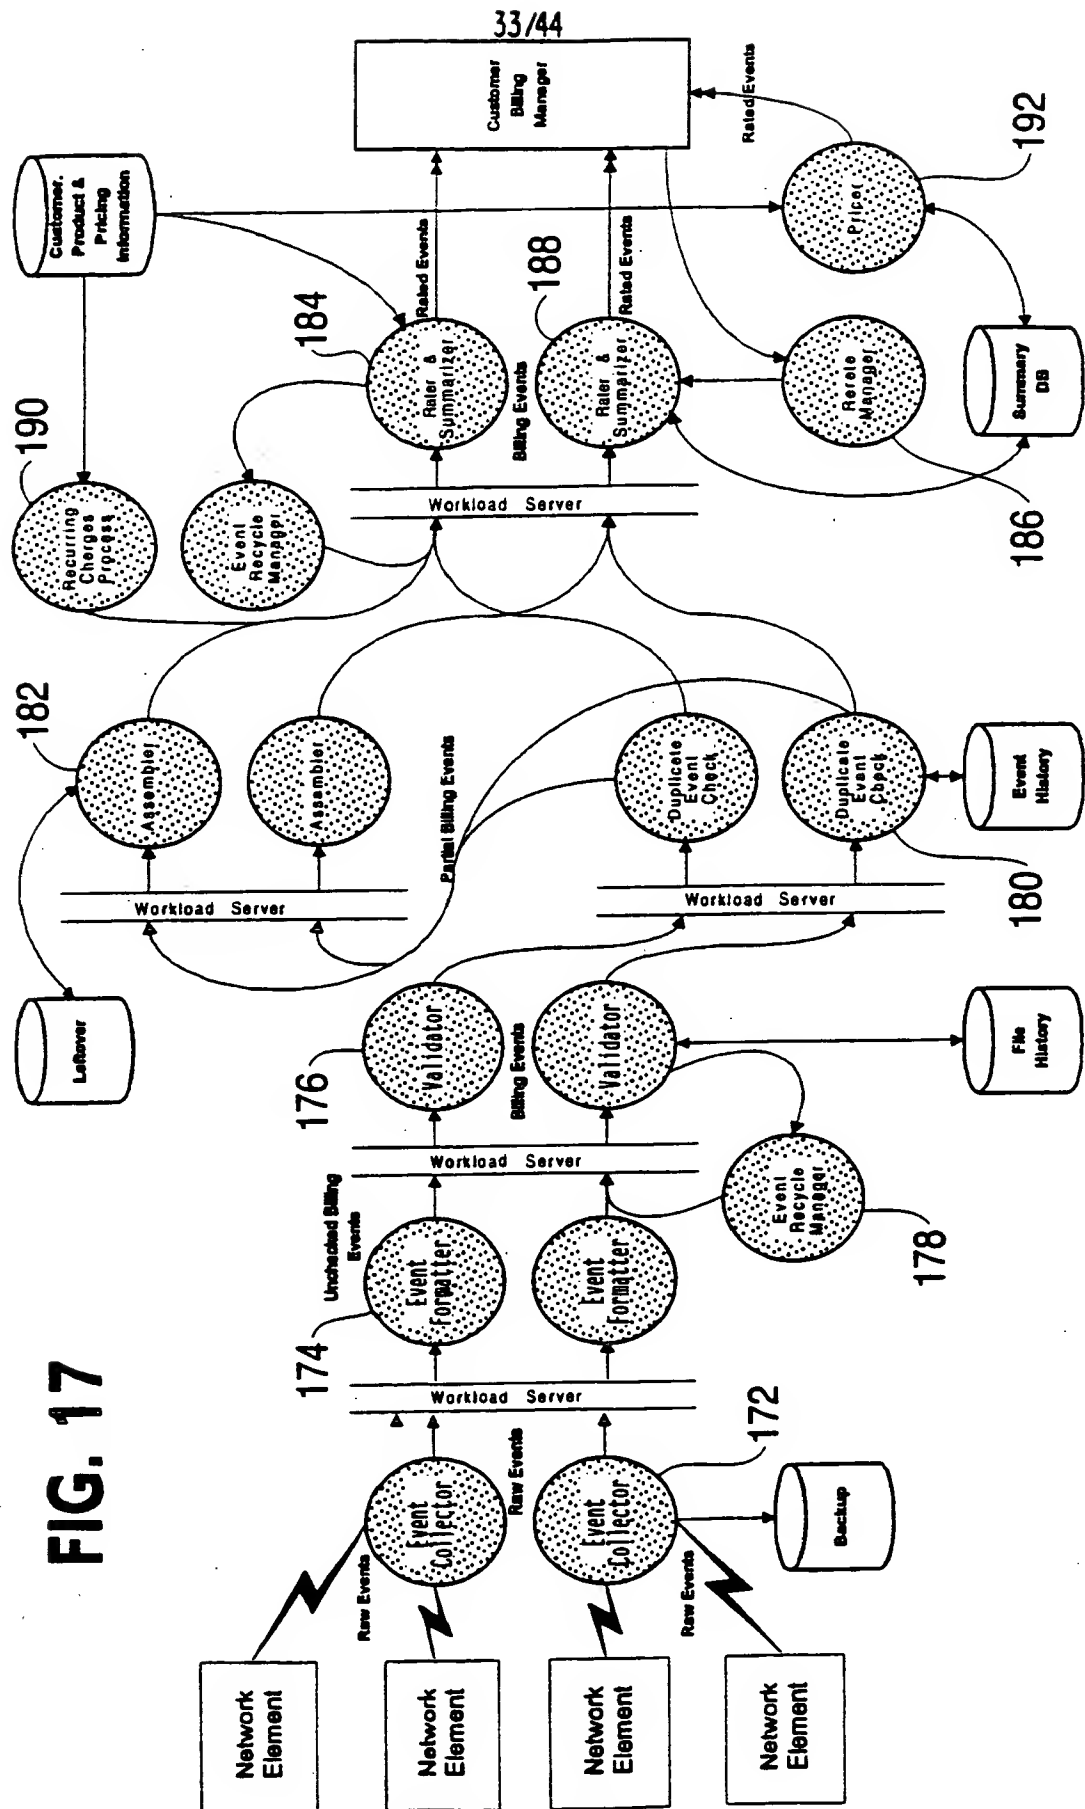 FIG. 17
Network
Element
Network
Element
Network
Element
Network
Element
Raw Events
Raw Events
Event
Collector
Event
Collector
172
Backup
Raw Events
Workload Server
174
Event
Formatter
Event
Formatter
Unchecked Billing
Events
Workload Server
Event
Recycle
Manager
178
176
Validator
Validator
Billing Events
File
History
Leftover
Workload Server
Workload Server
Partial Billing Events
182
Assembler
Assembler
Duplicate
Event
Check
Duplicate
Event
Check
180
Event
History
190
Recurring
Charges
Process
Event
Recycle
Manager
Workload Server
Billing Events
184
Rater &
Summarizer
188
Rater &
Summarizer
Rerate
Manager
186
Summary
DB
Rated Events
Rated Events
Customer.
Product &
Pricing
Information
33/44
Customer
Billing
Manager
Rated Events
Pricer
192